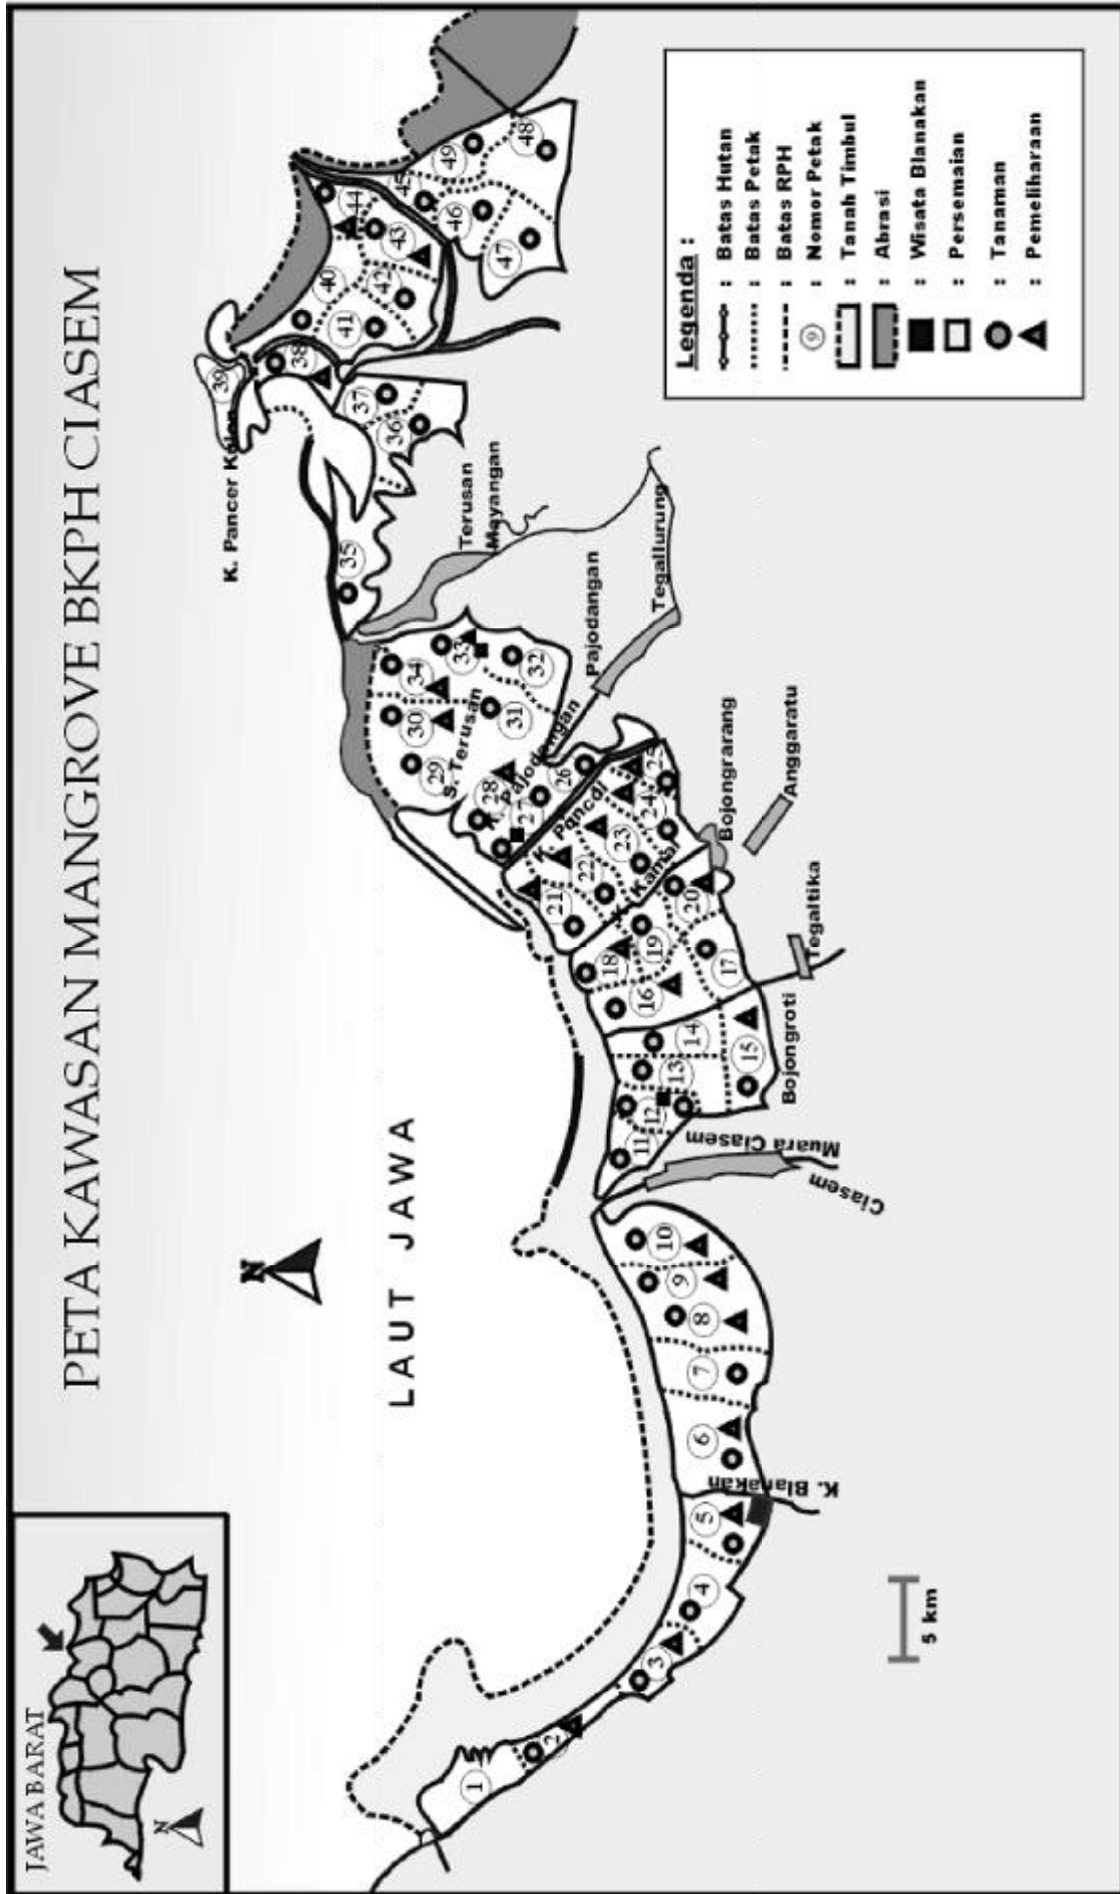 PETA KAWASAN MANGROVE BKPH CIASEM
JAWA BARAT
N
N
LAUT JAWA
5 km
1
2
3
4
5
6
7
8
9
10
11
12
13
14
15
16
17
18
19
20
21
22
23
24
25
26
27
28
29
30
31
32
33
34
35
36
37
38
39
40
41
42
43
44
45
46
47
48
49
K. Blanakan
Ciasem
Muara Ciasem
Bojongroti
Tegaltika
Anggaratu
Bojongrarang
Kamal
Pajodangan
Pajodangan
Tegallurung
S. Terusan
Terusan
Mayangan
K. Pancer
Legenda :
: Batas Hutan
: Batas Petak
: Batas RPH
9 : Nomor Petak
: Tanah Timbul
: Abrasi
: Wisata Blanakan
: Persemaian
: Tanaman
: Pemeliharaan